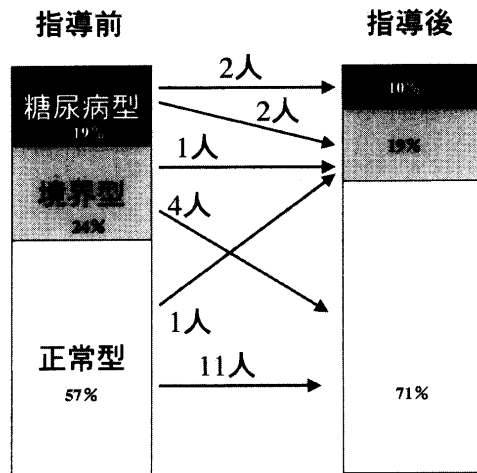 指導前
指導後
糖尿病型
19%
境界型
24%
正常型
57%
2人
2人
1人
4人
1人
11人
10%
19%
71%